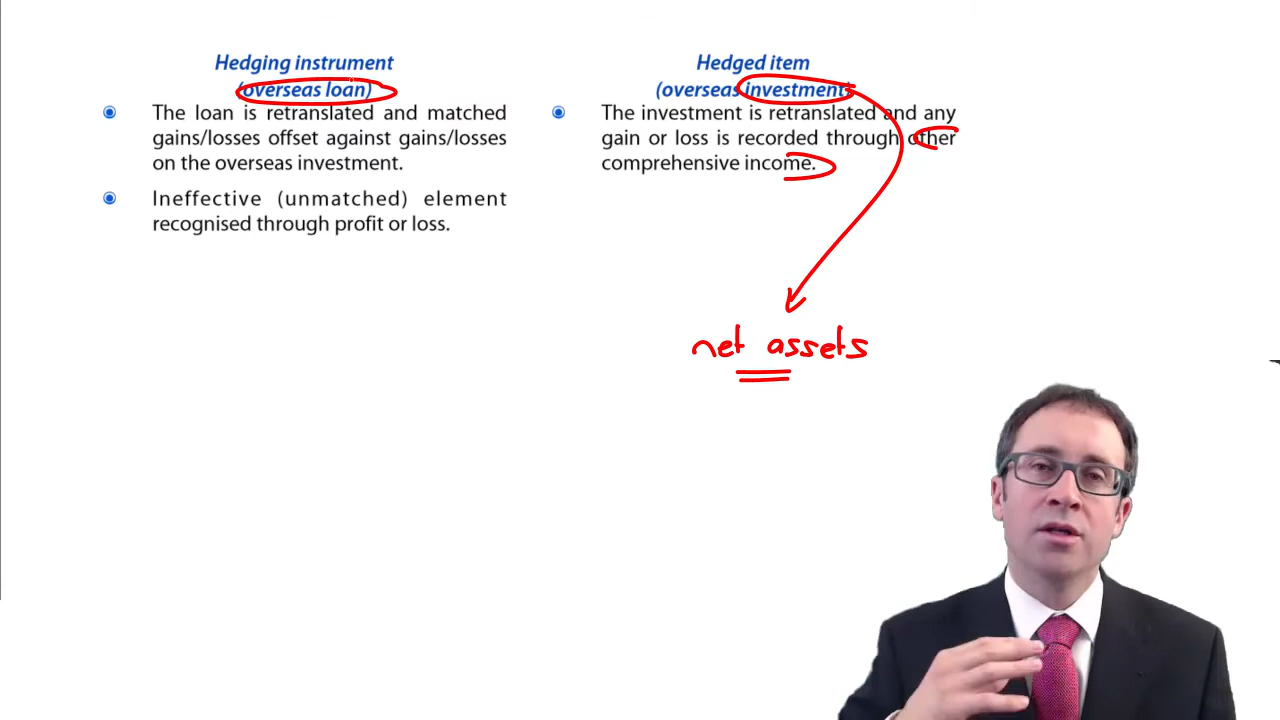 Hedging instrument
(overseas loan)
The loan is retranslated and matched
gains/losses offset against gains/losses
on the overseas investment.
Ineffective (unmatched) element
recognised through profit or loss.
Hedged item
(overseas investment)
The investment is retranslated and any
gain or loss is recorded through other
comprehensive income.
net assets